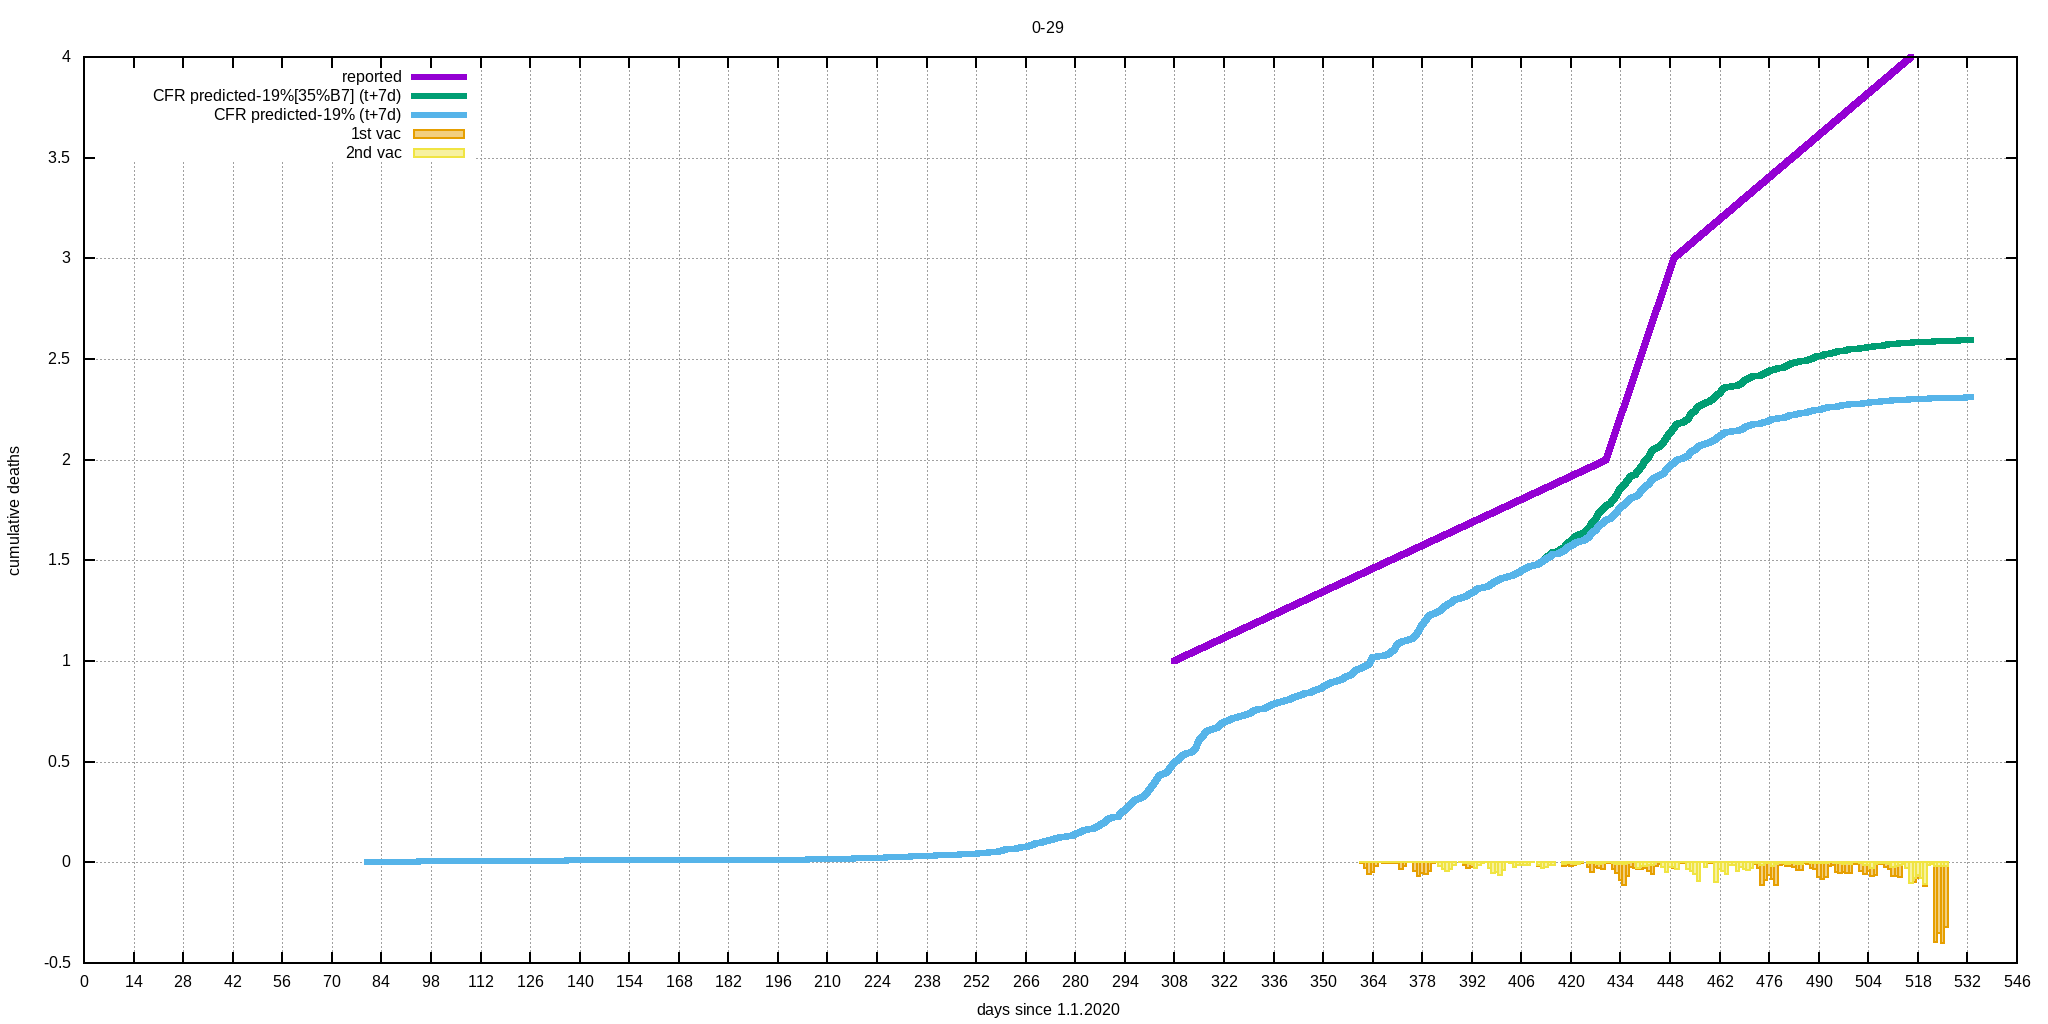 0-29
4
reported
CFR predicted-19%[35%B7] (t+7d)
CFR predicted-19% (t+7d)
1st vac
2nd vac
3.5
3
2.5
2
1.5
1
0.5
0
-0.5
cumulative deaths
0 14 28 42 56 70 84 98 112 126 140 154 168 182 196 210 224 238 252 266 280 294 308 322 336 350 364 378 392 406 420 434 448 462 476 490 504 518 532 546
days since 1.1.2020